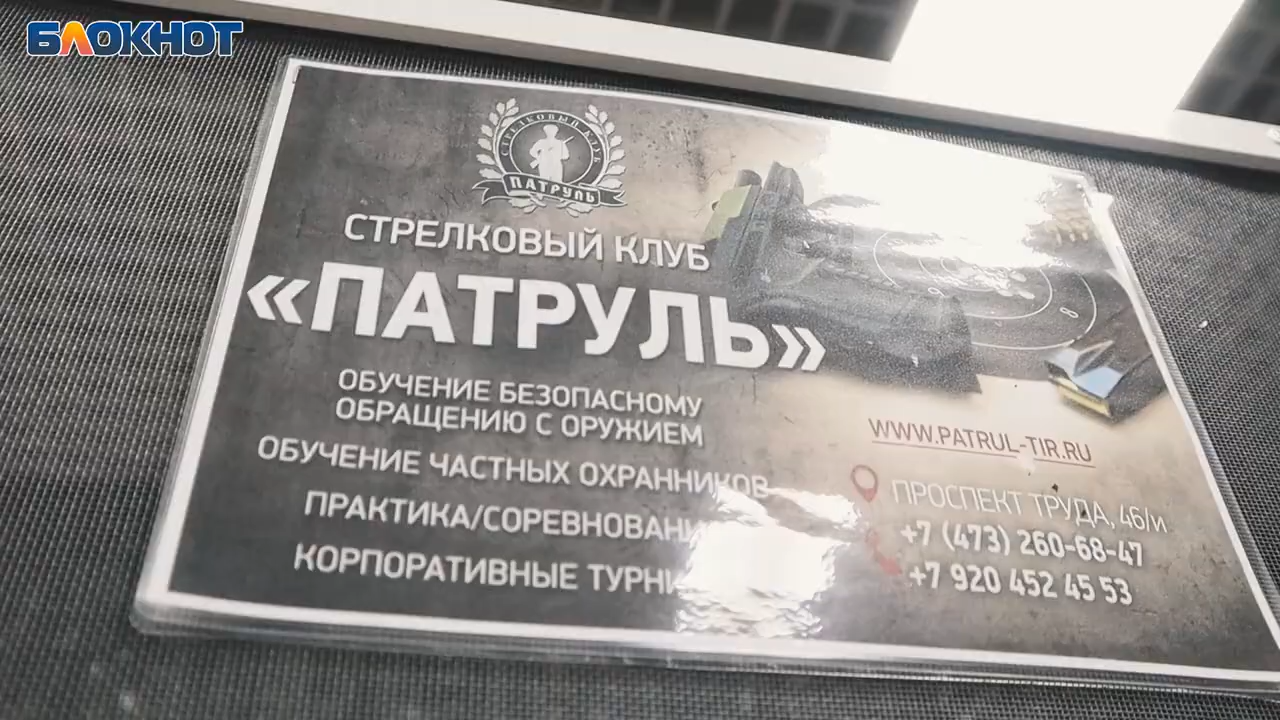 БЛОКНОТ
СТРЕЛКОВЫЙ КЛУБ
ПАТРУЛЬ
СТРЕЛКОВЫЙ КЛУБ
«ПАТРУЛЬ»
ОБУЧЕНИЕ БЕЗОПАСНОМУ
ОБРАЩЕНИЮ С ОРУЖИЕМ
ОБУЧЕНИЕ ЧАСТНЫХ ОХРАННИКОВ
ПРАКТИКА/СОРЕВНОВАНИ
КОРПОРАТИВНЫЕ ТУРНИ
WWW.PATRUL-TIR.RU
ПРОСПЕКТ ТРУДА, 46/и
+7 (473) 260-68-47
+7 920 452 45 53